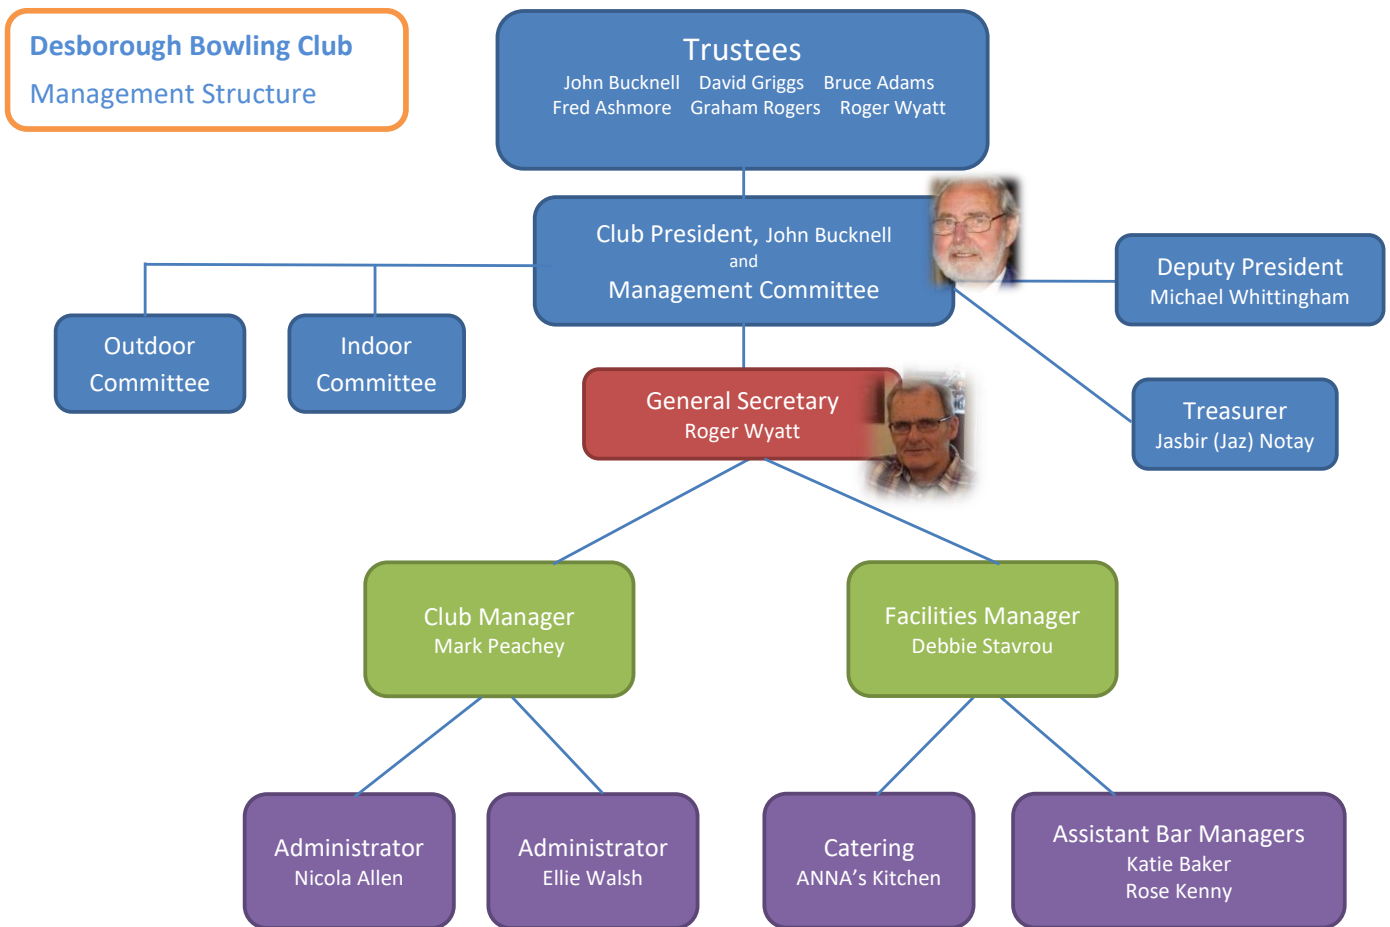 Desborough Bowling Club
Management Structure
Trustees
John Bucknell David Griggs Bruce Adams
Fred Ashmore Graham Rogers Roger Wyatt
Club President, John Bucknell
and
Management Committee
Deputy President
Michael Whittingham
Outdoor
Committee
Indoor
Committee
General Secretary
Roger Wyatt
Treasurer
Jasbir (Jaz) Notay
Club Manager
Mark Peachey
Facilities Manager
Debbie Stavrou
Administrator
Nicola Allen
Administrator
Ellie Walsh
Catering
ANNA’s Kitchen
Assistant Bar Managers
Katie Baker
Rose Kenny